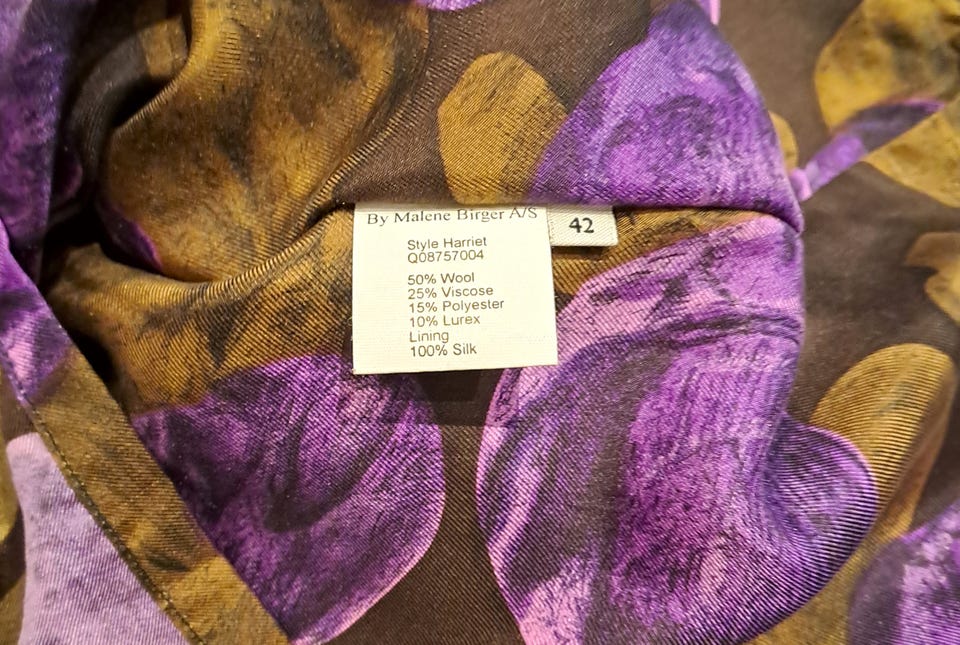 By Malene Birger A/S
42
Style Harriet
Q08757004
50% Wool
25% Viscose
15% Polyester
10% Lurex
Lining
100% Silk